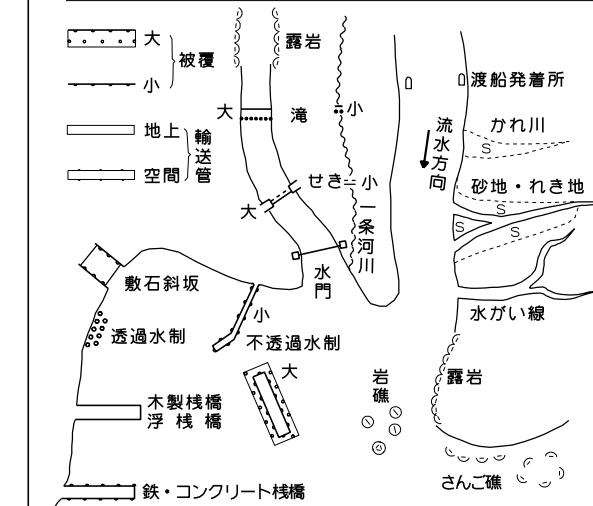 大
被覆
小
地上
輸送管
空間
露岩
大
滝
小
せき
小
大
一条河川
水門
渡船発着所
流水方向
かれ川
S
砂地・れき地
S
S
S
水がい線
敷石斜坂
小
透過水制
不透過水制
大
岩礁
露岩
木製桟橋
浮桟橋
さんご礁
鉄・コンクリート桟橋